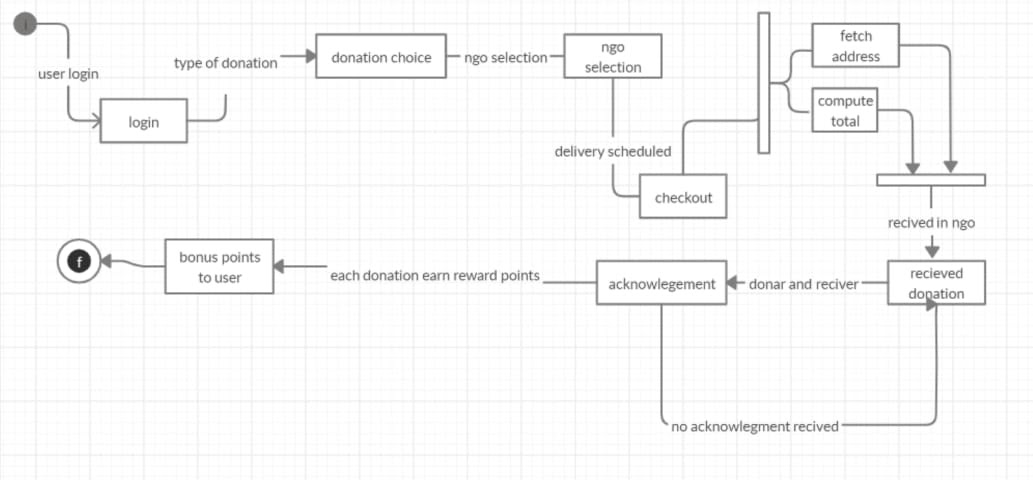 i
user login
login
type of donation
donation choice
ngo selection
ngo
selection
delivery scheduled
checkout
fetch
address
compute
total
recived in ngo
recieved
donation
donar and reciver
acknowlegement
no acknowlegment recived
each donation earn reward points
bonus points
to user
f